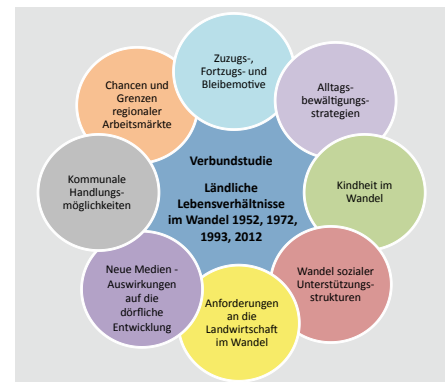 Zuzugs-,
Fortzugs- und
Bleibemotive
Alltags-
bewältigungs-
strategien
Kindheit im
Wandel
Wandel sozialer
Unterstützungs-
strukturen
Anforderungen
an die
Landwirtschaft
im Wandel
Neue Medien -
Auswirkungen
auf die
dörfliche
Entwicklung
Kommunale
Handlungs-
möglichkeiten
Chancen und
Grenzen
regionaler
Arbeitsmärkte
Verbundstudie
Ländliche
Lebensverhältnisse
im Wandel 1952, 1972,
1993, 2012